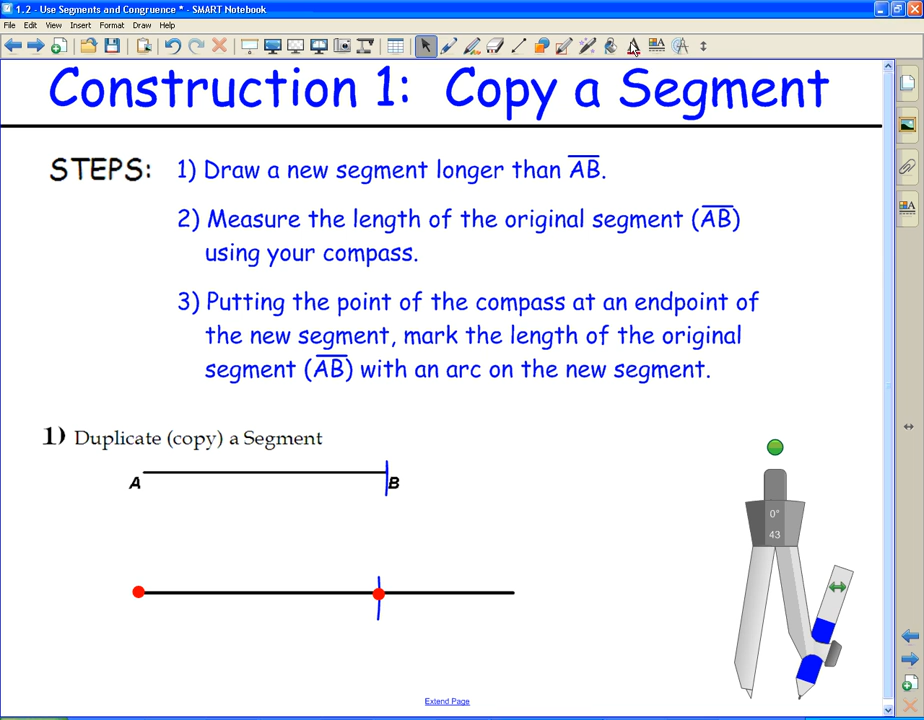 1.2 - Use Segments and Congruence * - SMART Notebook
File Edit View Insert Format Draw Help
Construction 1: Copy a Segment
STEPS: 1) Draw a new segment longer than AB.
2) Measure the length of the original segment (AB)
using your compass.
3) Putting the point of the compass at an endpoint of
the new segment, mark the length of the original
segment (AB) with an arc on the new segment.
1) Duplicate (copy) a Segment
A B
0°
43
Extend Page